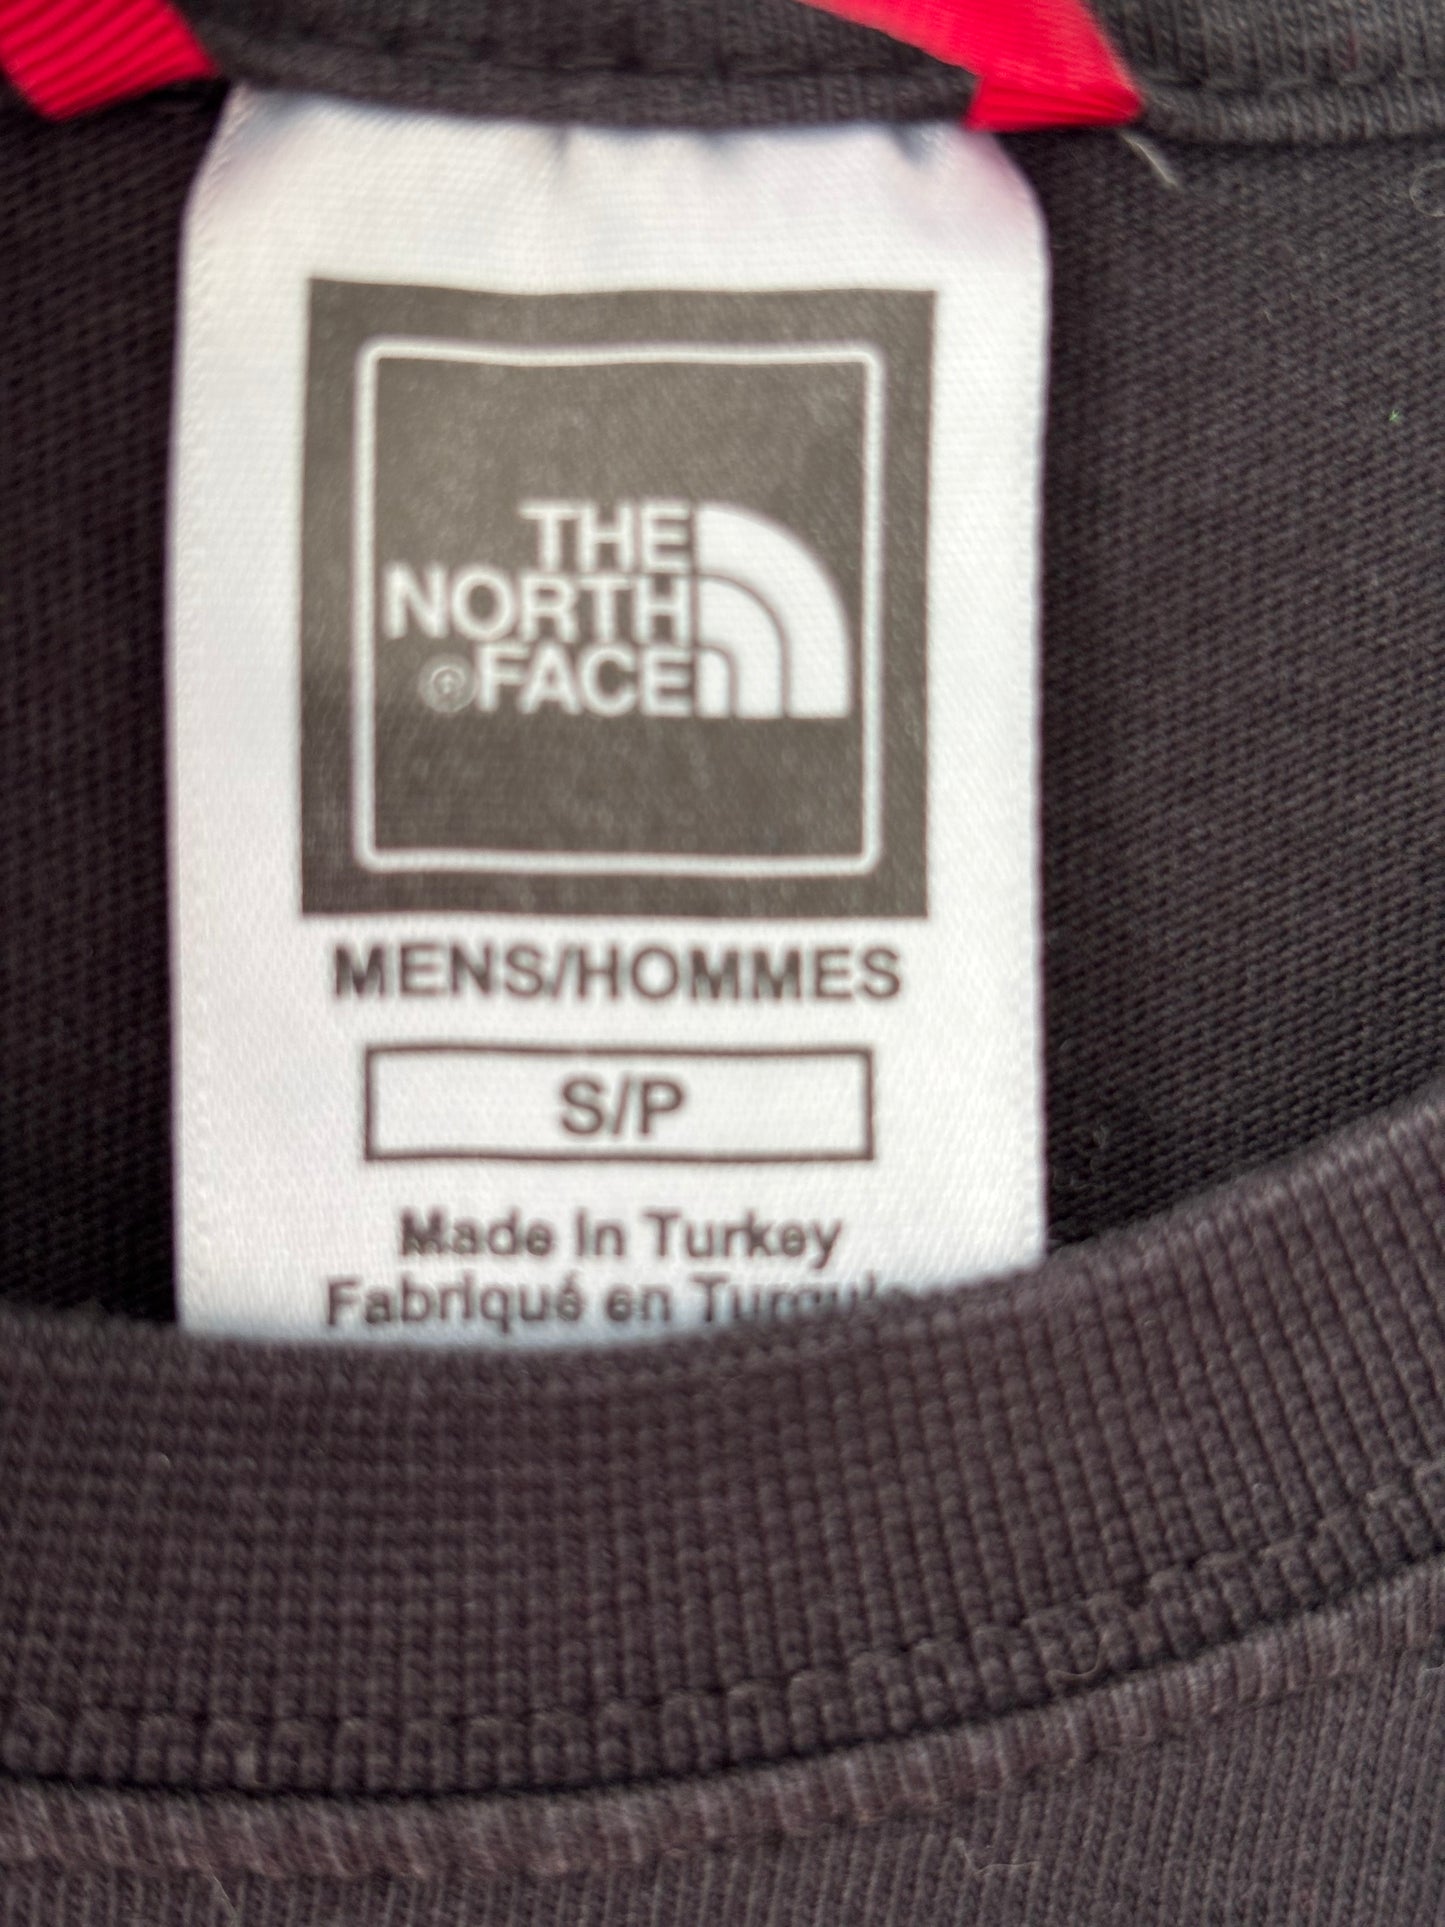 THE
NORTH
®FACE
MENS/HOMMES
S/P
Made in Turkey
Fabriqué en